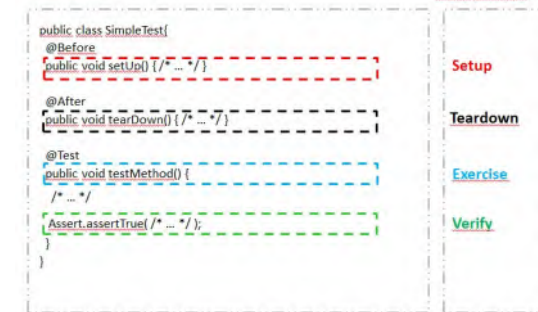 public class SimpleTest{
@Before
public void setUp() { /* ... */ }
Setup
@After
public void tearDown() { /* ... */ }
Teardown
@Test
public void testMethod() {
Exercise
/* ... */
Assert.assertTrue( /* ... */ );
Verify
}
}